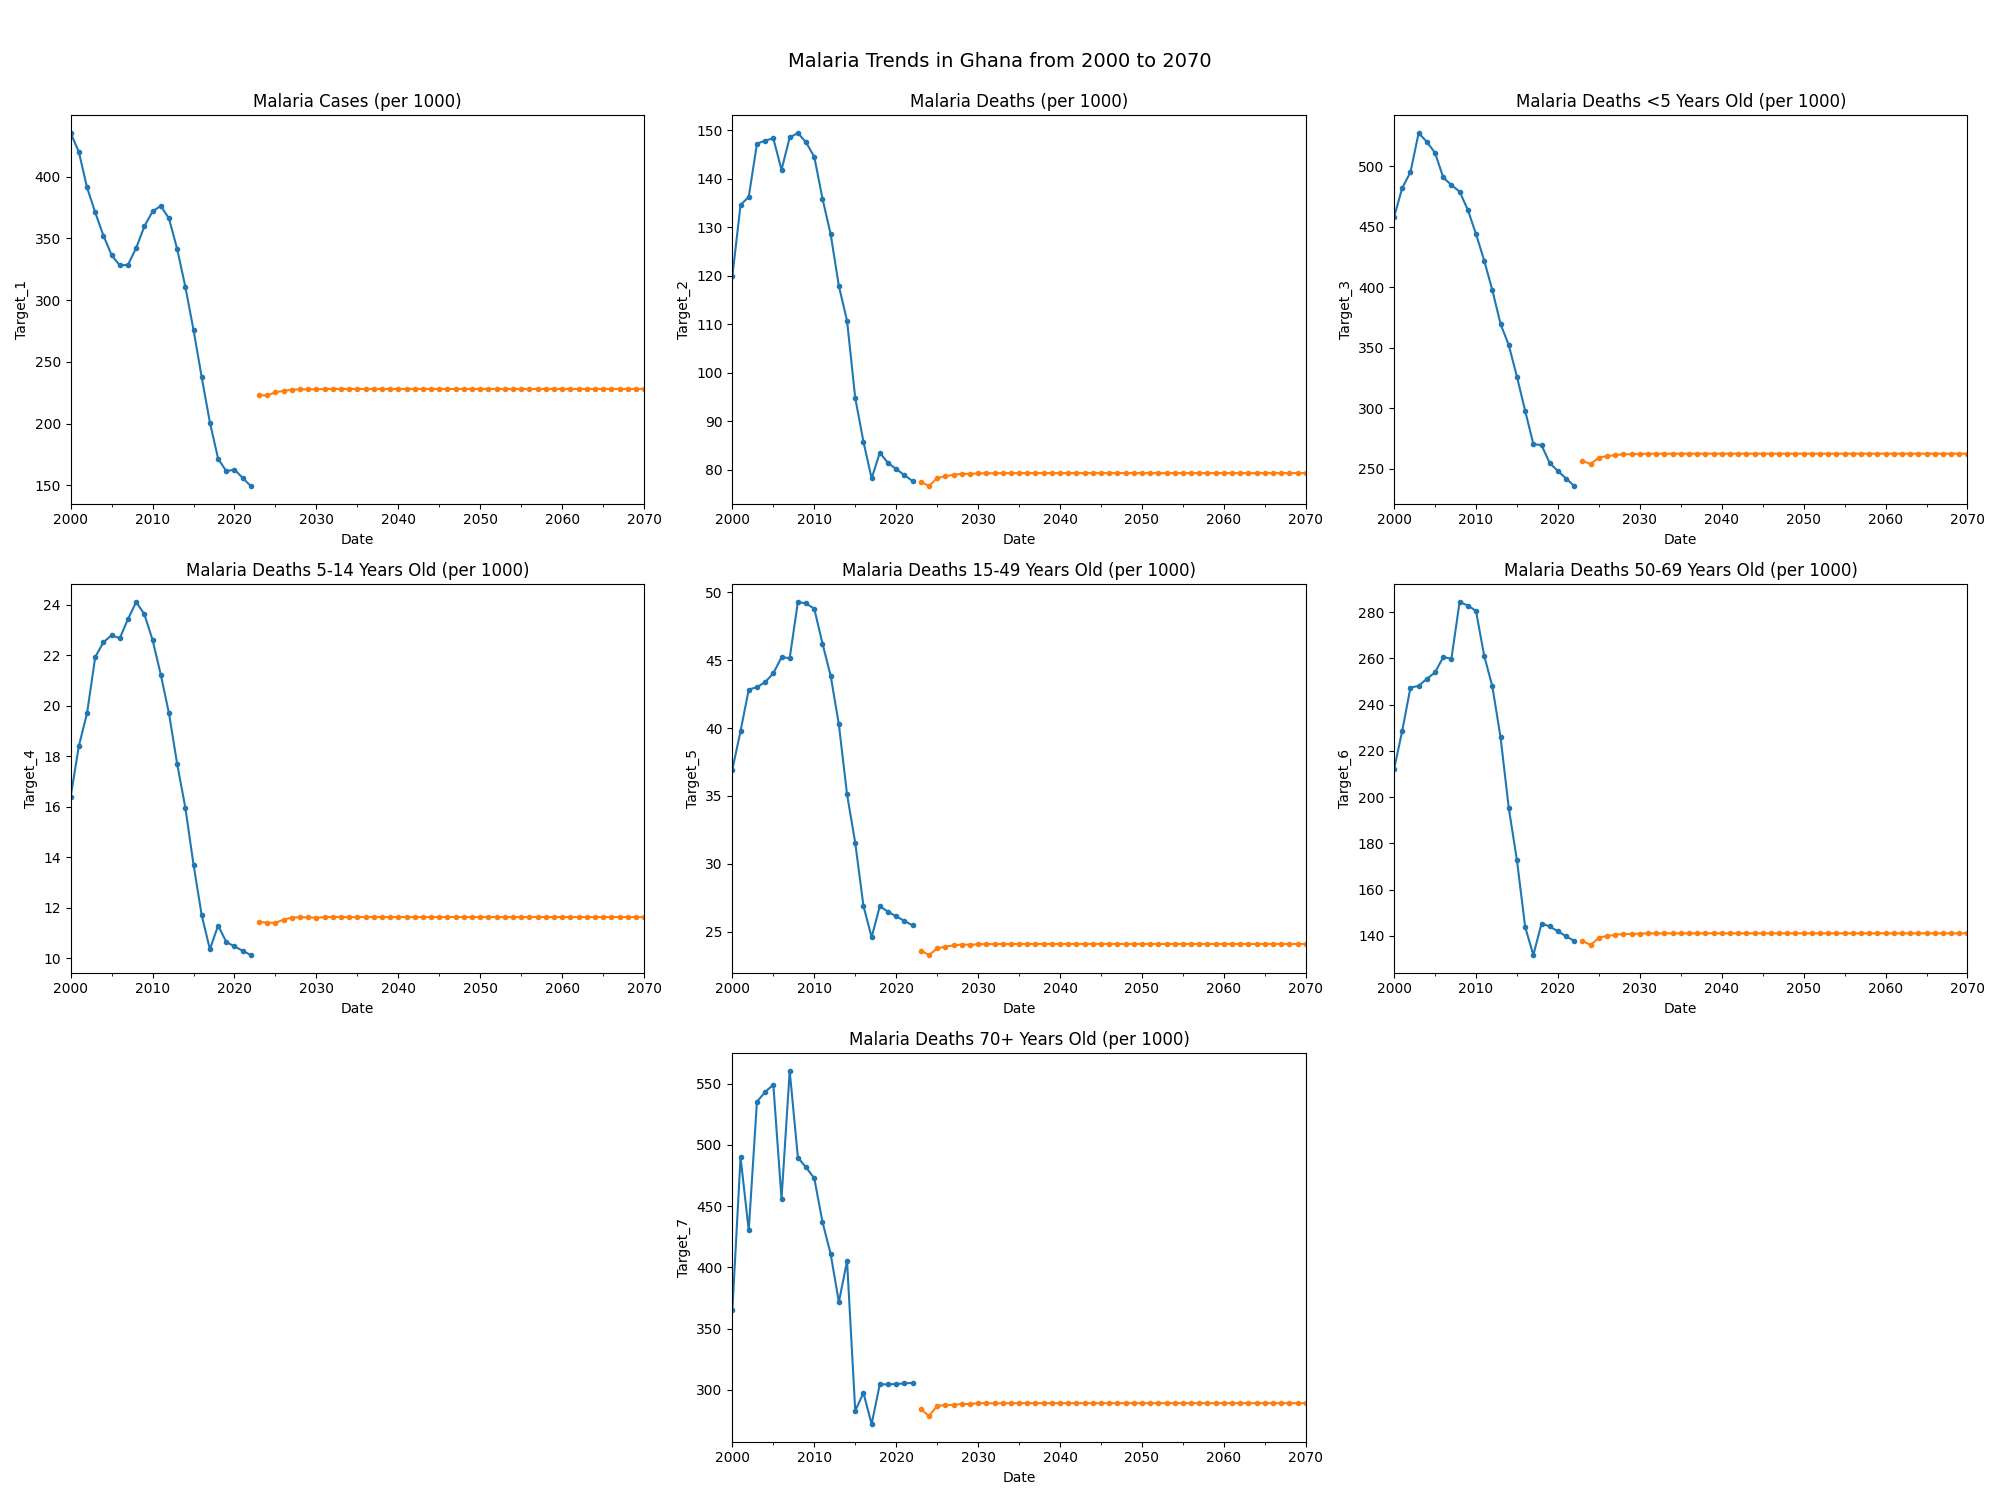 Malaria Trends in Ghana from 2000 to 2070
Malaria Cases (per 1000)
Target_1
400
350
300
250
200
150
2000 2010 2020 2030 2040 2050 2060 2070
Date
Malaria Deaths (per 1000)
Target_2
150
140
130
120
110
100
90
80
2000 2010 2020 2030 2040 2050 2060 2070
Date
Malaria Deaths <5 Years Old (per 1000)
Target_3
500
450
400
350
300
250
2000 2010 2020 2030 2040 2050 2060 2070
Date
Malaria Deaths 5-14 Years Old (per 1000)
Target_4
24
22
20
18
16
14
12
10
2000 2010 2020 2030 2040 2050 2060 2070
Date
Malaria Deaths 15-49 Years Old (per 1000)
Target_5
50
45
40
35
30
25
2000 2010 2020 2030 2040 2050 2060 2070
Date
Malaria Deaths 50-69 Years Old (per 1000)
Target_6
280
260
240
220
200
180
160
140
2000 2010 2020 2030 2040 2050 2060 2070
Date
Malaria Deaths 70+ Years Old (per 1000)
Target_7
550
500
450
400
350
300
2000 2010 2020 2030 2040 2050 2060 2070
Date